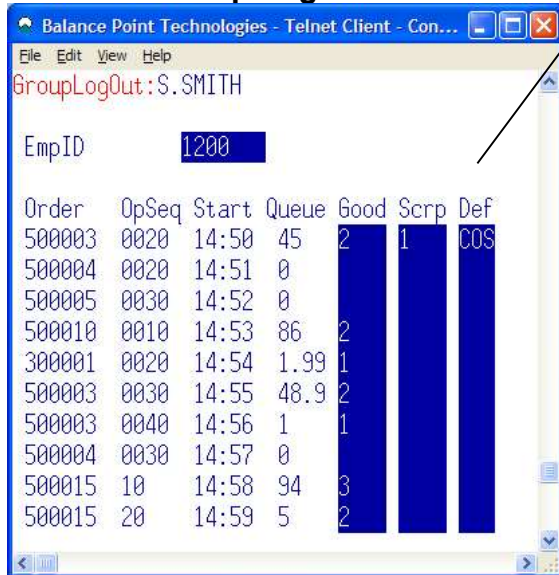 Balance Point Technologies - Telnet Client - Con...
File Edit View Help
GroupLogOut:S.SMITH
EmpID 1200
Order OpSeq Start Queue Good Scrp Def
500003 0020 14:50 45 2 1 COS
500004 0020 14:51 0
500005 0030 14:52 0
500010 0010 14:53 86 2
300001 0020 14:54 1.99 1
500003 0030 14:55 48.9 2
500003 0040 14:56 1 1
500004 0030 14:57 0
500015 10 14:58 94 3
500015 20 14:59 5 2